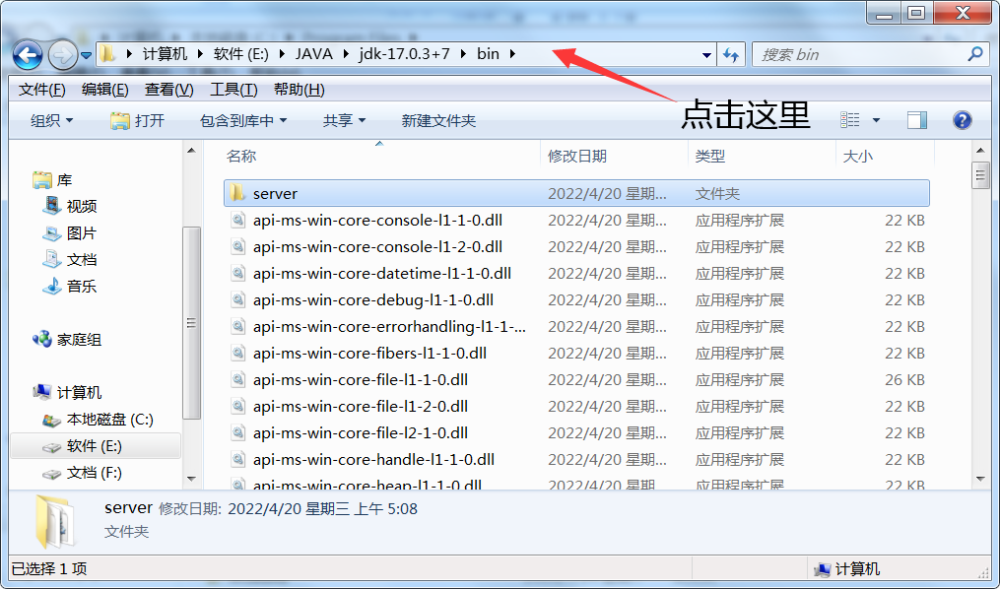 计算机 软件 (E:) JAVA jdk-17.0.3+7 bin
搜索 bin
文件(F) 编辑(E) 查看(V) 工具(T) 帮助(H)
点击这里
组织 打开 包含到库中 共享 新建文件夹
名称 修改日期 类型 大小
库
视频
图片
文档
音乐
家庭组
计算机
本地磁盘 (C:)
软件 (E:)
文档 (F:)
server 2022/4/20 星期... 文件夹
api-ms-win-core-console-l1-1-0.dll 2022/4/20 星期... 应用程序扩展 22 KB
api-ms-win-core-console-l1-2-0.dll 2022/4/20 星期... 应用程序扩展 22 KB
api-ms-win-core-datetime-l1-1-0.dll 2022/4/20 星期... 应用程序扩展 22 KB
api-ms-win-core-debug-l1-1-0.dll 2022/4/20 星期... 应用程序扩展 22 KB
api-ms-win-core-errorhandling-l1-1-... 2022/4/20 星期... 应用程序扩展 22 KB
api-ms-win-core-fibers-l1-1-0.dll 2022/4/20 星期... 应用程序扩展 22 KB
api-ms-win-core-file-l1-1-0.dll 2022/4/20 星期... 应用程序扩展 26 KB
api-ms-win-core-file-l1-2-0.dll 2022/4/20 星期... 应用程序扩展 22 KB
api-ms-win-core-file-l2-1-0.dll 2022/4/20 星期... 应用程序扩展 22 KB
api-ms-win-core-handle-l1-1-0.dll 2022/4/20 星期... 应用程序扩展 22 KB
api-ms-win-core-heap-l1-1-0.dll 2022/4/20 星期... 应用程序扩展 22 KB
server 修改日期: 2022/4/20 星期三 上午 5:08
文件夹
已选择 1 项 计算机